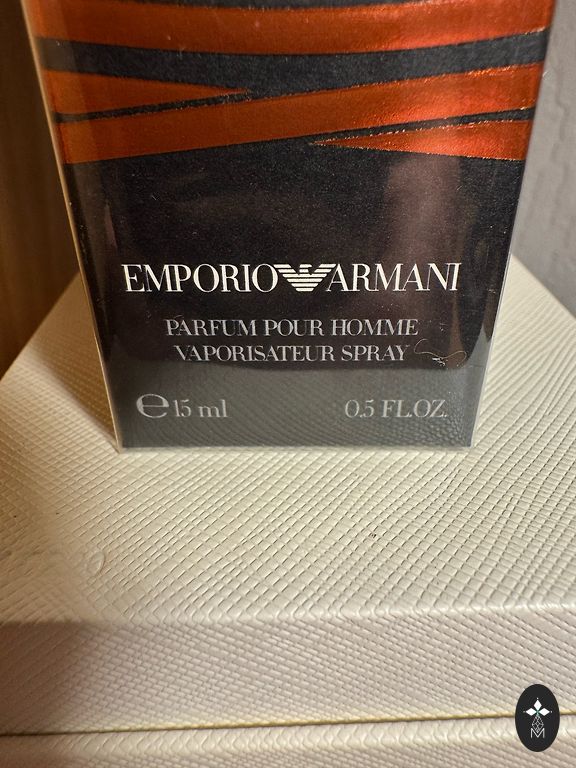 EMPORIO ARMANI
PARFUM POUR HOMME
VAPORISATEUR SPRAY
℮15 ml 0.5 FL.OZ.
M